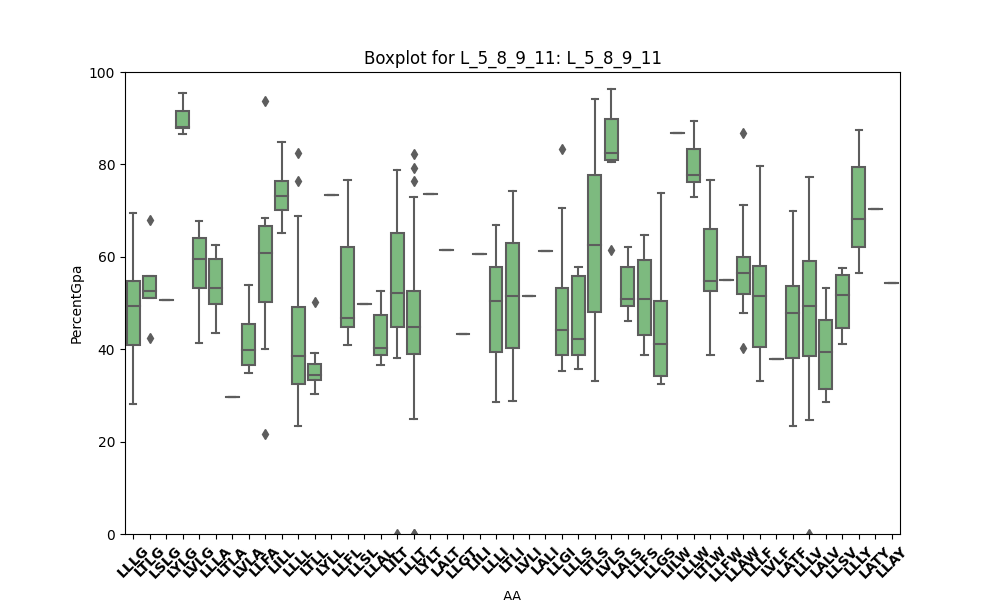 Boxplot for L_5_8_9_11: L_5_8_9_11
100
80
60
40
20
0
PercentGpa
LLLG LTLG LSLG LYLG LVLG LLLA LTLA LVLA LLFA LILL LLLL LTLL LYLL LLFL LLSL LLAL LILT LLLT LYLT LALT LLGT LILI LLLI LTLI LVLI LALI LLGI LLLS LTLS LVLS LALS LLFS LLGS LILW LLLW LTLW LLFW LLAW LLLF LVLF LATF LLLV LALV LLSV LLLY LATY LLAY
AA